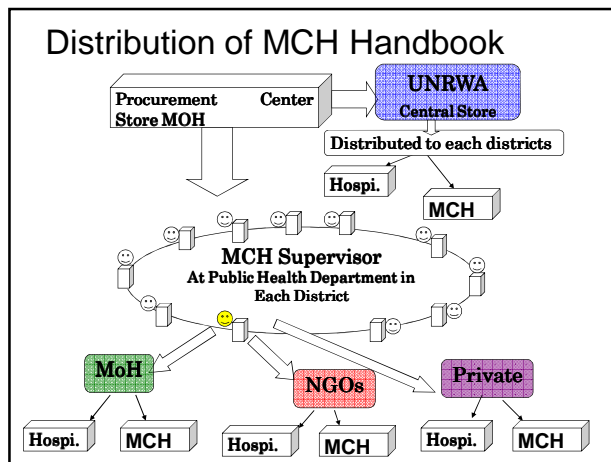 Distribution of MCH Handbook
Procurement Center
Store MOH
UNRWA
Central Store
Distributed to each districts
Hospi.
MCH
MCH Supervisor
At Public Health Department in
Each District
MoH
NGOs
Private
Hospi.
MCH
Hospi.
MCH
Hospi.
MCH